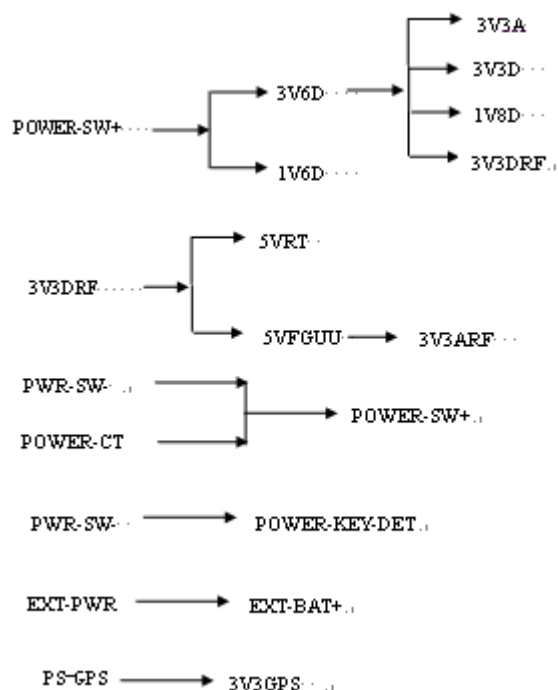 3V3A
3V6D
3V3D
POWER-SW+
1V8D
1V6D
3V3DRF
5VRT
3V3DRF
5VFGUU
3V3ARF
PWR-SW-
POWER-SW+
POWER-CT
PWR-SW-
POWER-KEY-DET
EXT-PWR
EXT-BAT+
PS-GPS
3V3GPS